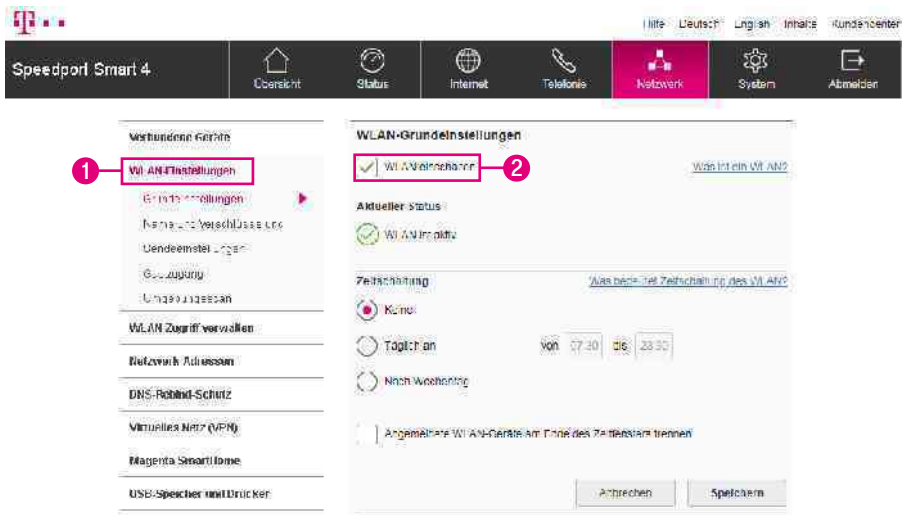 T
Hilfe Deutsch English Inhalte Kundencenter
Speedport Smart 4
Übersicht
Status
Internet
Telefonie
Netzwerk
System
Abmelden
Verbundene Geräte
1
WLAN-Einstellungen
Grundeinstellungen
Name und Verschlüsselung
Sendeeinstellungen
Gastzugang
Umgebungsscan
WLAN Zugriff verwalten
Netzwerk Adressen
DNS-Rebind-Schutz
Virtuelles Netz (VPN)
Magenta SmartHome
USB-Speicher und Drucker
WLAN-Grundeinstellungen
WLAN einschalten
2
Was ist ein WLAN?
Aktueller Status
WLAN ist aktiv
Zeitschaltung
Was bedeutet Zeitschaltung des WLAN?
Keine
Täglich an von 07:30 bis 23:30
Nach Wochentag
Angemeldete WLAN-Geräte am Ende des Zeitfensters trennen
Abbrechen
Speichern